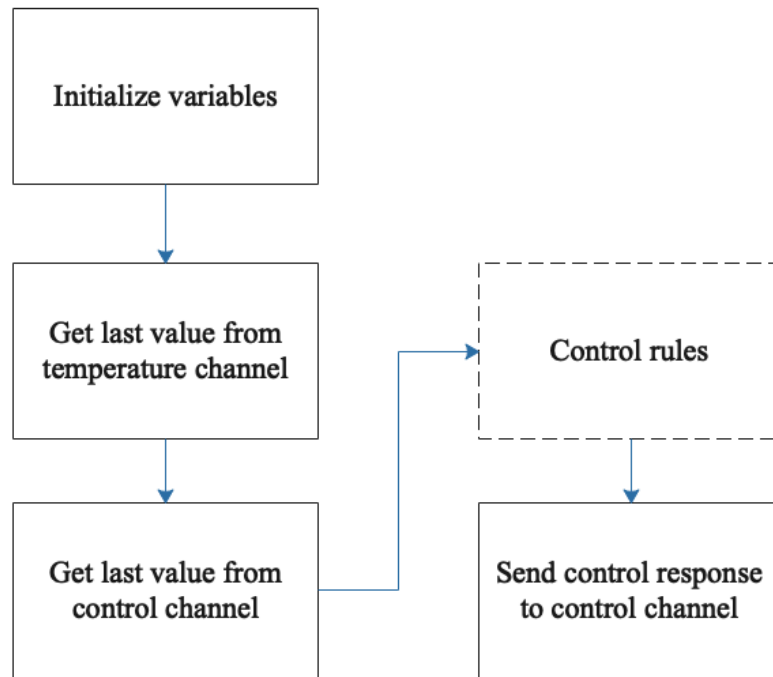 Initialize variables
Get last value from
temperature channel
Get last value from
control channel
Control rules
Send control response
to control channel